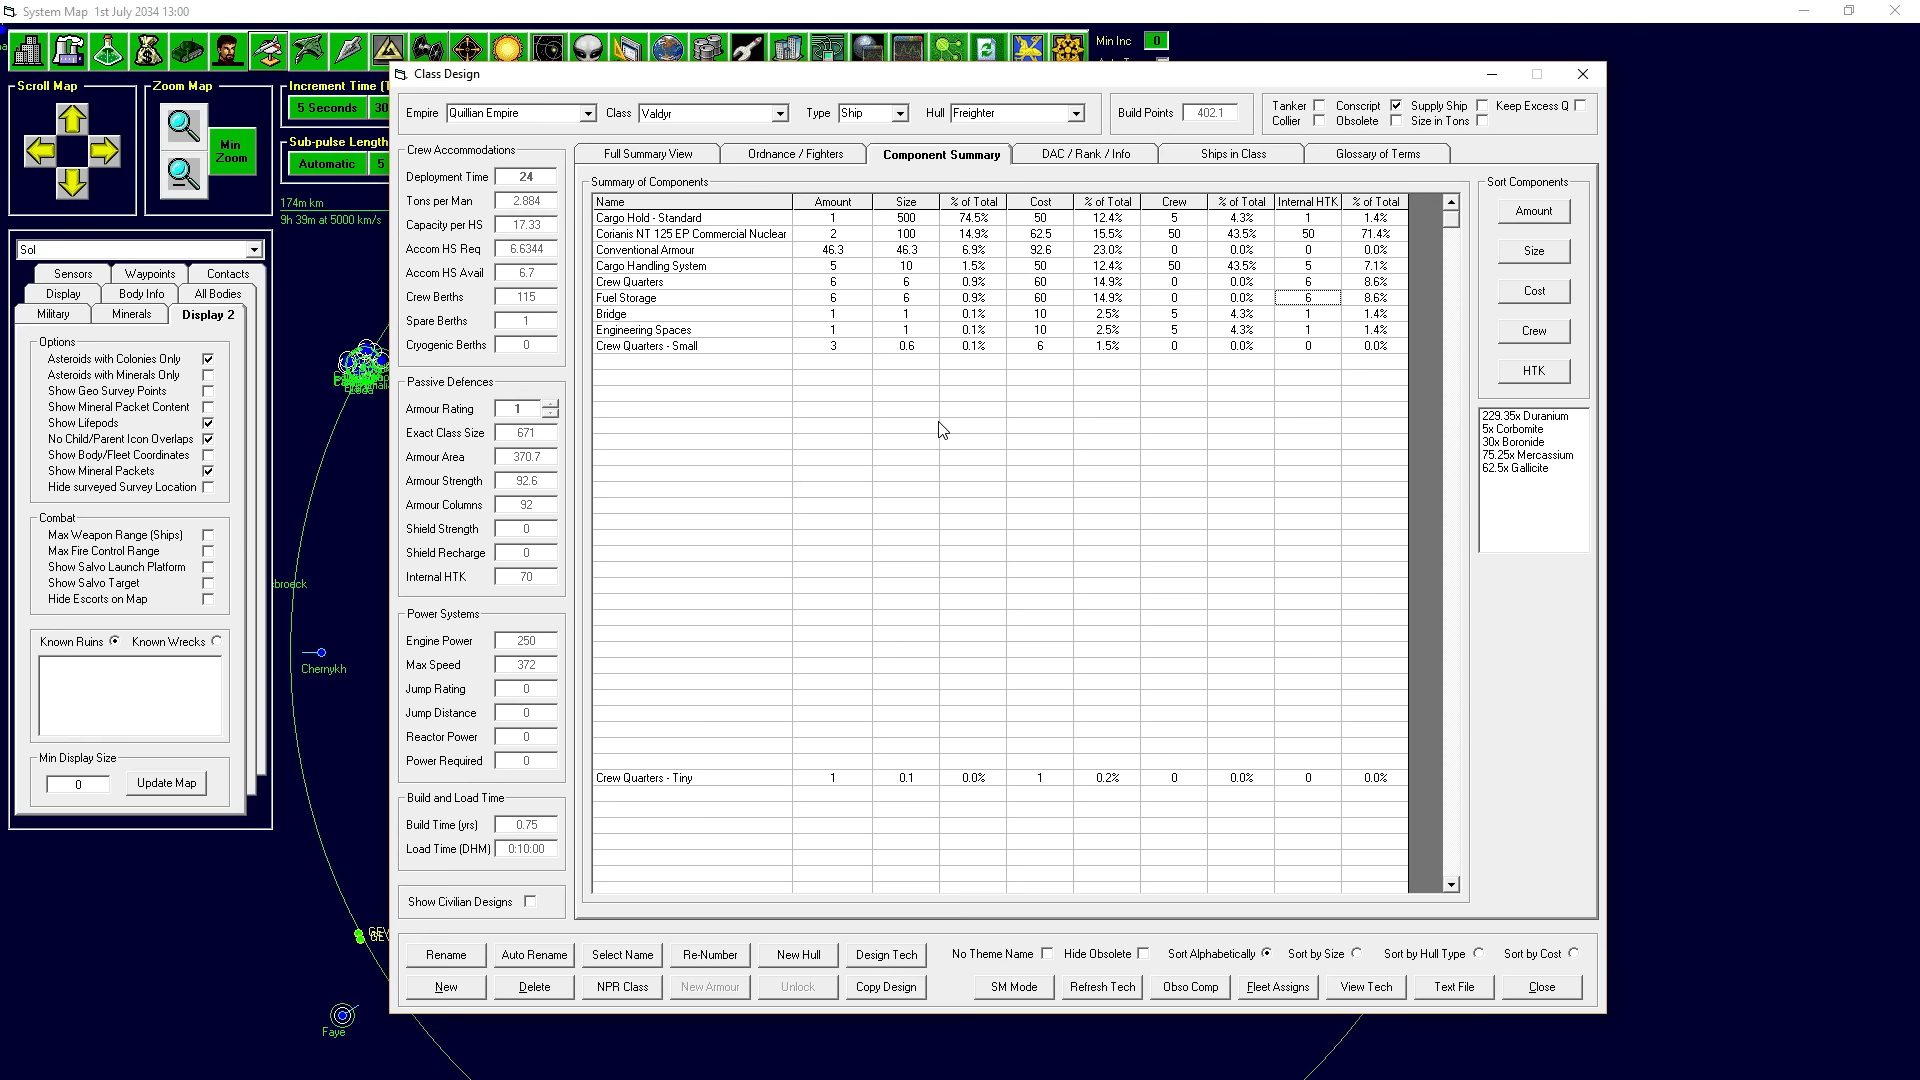 System Map  1st July 2034 13:00
Min Inc 0
Scroll Map
Zoom Map
Min Zoom
Increment Time (T
5 Seconds 30
Sub-pulse Length
Automatic 5
174m km
9h 39m at 5000 km/s
Sol
Sensors Waypoints Contacts
Display Body Info All Bodies
Military Minerals Display 2
Options
Asteroids with Colonies Only
Asteroids with Minerals Only
Show Geo Survey Points
Show Mineral Packet Content
Show Lifepods
No Child/Parent Icon Overlaps
Show Body/Fleet Coordinates
Show Mineral Packets
Hide surveyed Survey Location
Combat
Max Weapon Range (Ships)
Max Fire Control Range
Show Salvo Launch Platform
Show Salvo Target
Hide Escorts on Map
Known Ruins Known Wrecks
Min Display Size
0 Update Map
broeck
Chernykh
Faye
Class Design
Empire Quillian Empire Class Valdyr Type Ship Hull Freighter Build Points 402.1
Tanker Conscript Supply Ship Keep Excess Q
Collier Obsolete Size in Tons
Crew Accommodations
Deployment Time 24
Tons per Man 2.884
Capacity per HS 17.33
Accom HS Req 6.6344
Accom HS Avail 6.7
Crew Berths 115
Spare Berths 1
Cryogenic Berths 0
Passive Defences
Armour Rating 1
Exact Class Size 671
Armour Area 370.7
Armour Strength 92.6
Armour Columns 92
Shield Strength 0
Shield Recharge 0
Internal HTK 70
Power Systems
Engine Power 250
Max Speed 372
Jump Rating 0
Jump Distance 0
Reactor Power 0
Power Required 0
Build and Load Time
Build Time (yrs) 0.75
Load Time (DHM) 0:10:00
Show Civilian Designs
Full Summary View Ordnance / Fighters Component Summary DAC / Rank / Info Ships in Class Glossary of Terms
Summary of Components
Name Amount Size % of Total Cost % of Total Crew % of Total Internal HTK % of Total
Cargo Hold - Standard 1 500 74.5% 50 12.4% 5 4.3% 1 1.4%
Corianis NT 125 EP Commercial Nuclear 2 100 14.9% 62.5 15.5% 50 43.5% 50 71.4%
Conventional Armour 46.3 46.3 6.9% 92.6 23.0% 0 0.0% 0 0.0%
Cargo Handling System 5 10 1.5% 50 12.4% 50 43.5% 5 7.1%
Crew Quarters 6 6 0.9% 60 14.9% 0 0.0% 6 8.6%
Fuel Storage 6 6 0.9% 60 14.9% 0 0.0% 6 8.6%
Bridge 1 1 0.1% 10 2.5% 5 4.3% 1 1.4%
Engineering Spaces 1 1 0.1% 10 2.5% 5 4.3% 1 1.4%
Crew Quarters - Small 3 0.6 0.1% 6 1.5% 0 0.0% 0 0.0%
Crew Quarters - Tiny 1 0.1 0.0% 1 0.2% 0 0.0% 0 0.0%
Sort Components
Amount
Size
Cost
Crew
HTK
229.35x Duranium
5x Corbomite
30x Boronide
75.25x Mercassium
62.5x Gallicite
Rename Auto Rename Select Name Re-Number New Hull Design Tech No Theme Name Hide Obsolete Sort Alphabetically Sort by Size Sort by Hull Type Sort by Cost
New Delete NPR Class New Armour Unlock Copy Design SM Mode Refresh Tech Obso Comp Fleet Assigns View Tech Text File Close